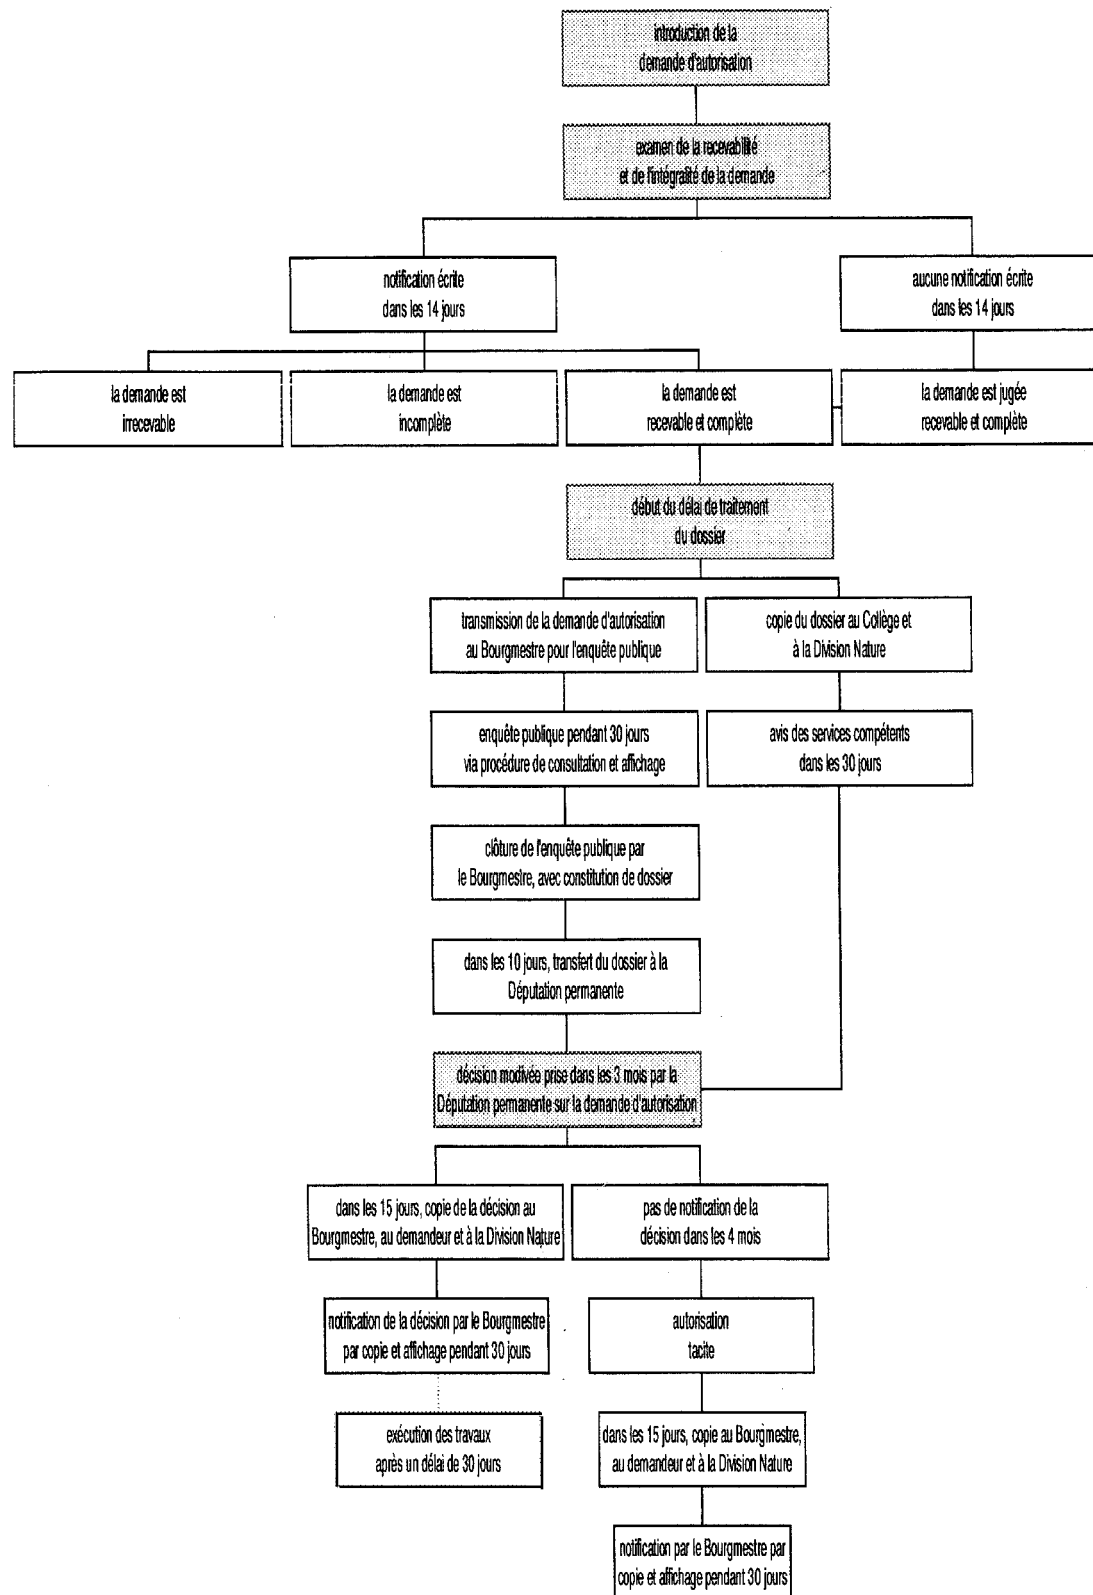 introduction de la
demande d'autorisation
examen de la recevabilité
et de l'intégralité de la demande
notification écrite
dans les 14 jours
aucune notification écrite
dans les 14 jours
la demande est
irrecevable
la demande est
incomplète
la demande est
recevable et complète
la demande est jugée
recevable et complète
début du délai de traitement
du dossier
transmission de la demande d'autorisation
au Bourgmestre pour l'enquête publique
copie du dossier au Collège et
à la Division Nature
enquête publique pendant 30 jours
via procédure de consultation et affichage
avis des services compétents
dans les 30 jours
clôture de l'enquête publique par
le Bourgmestre, avec constitution de dossier
dans les 10 jours, transfert du dossier à la
Députation permanente
décision modivée prise dans les 3 mois par la
Députation permanente sur la demande d'autorisation
dans les 15 jours, copie de la décision au
Bourgmestre, au demandeur et à la Division Nature
pas de notification de la
décision dans les 4 mois
notification de la décision par le Bourgmestre
par copie et affichage pendant 30 jours
autorisation
tacite
exécution des travaux
après un délai de 30 jours
dans les 15 jours, copie au Bourgmestre,
au demandeur et à la Division Nature
notification par le Bourgmestre par
copie et affichage pendant 30 jours